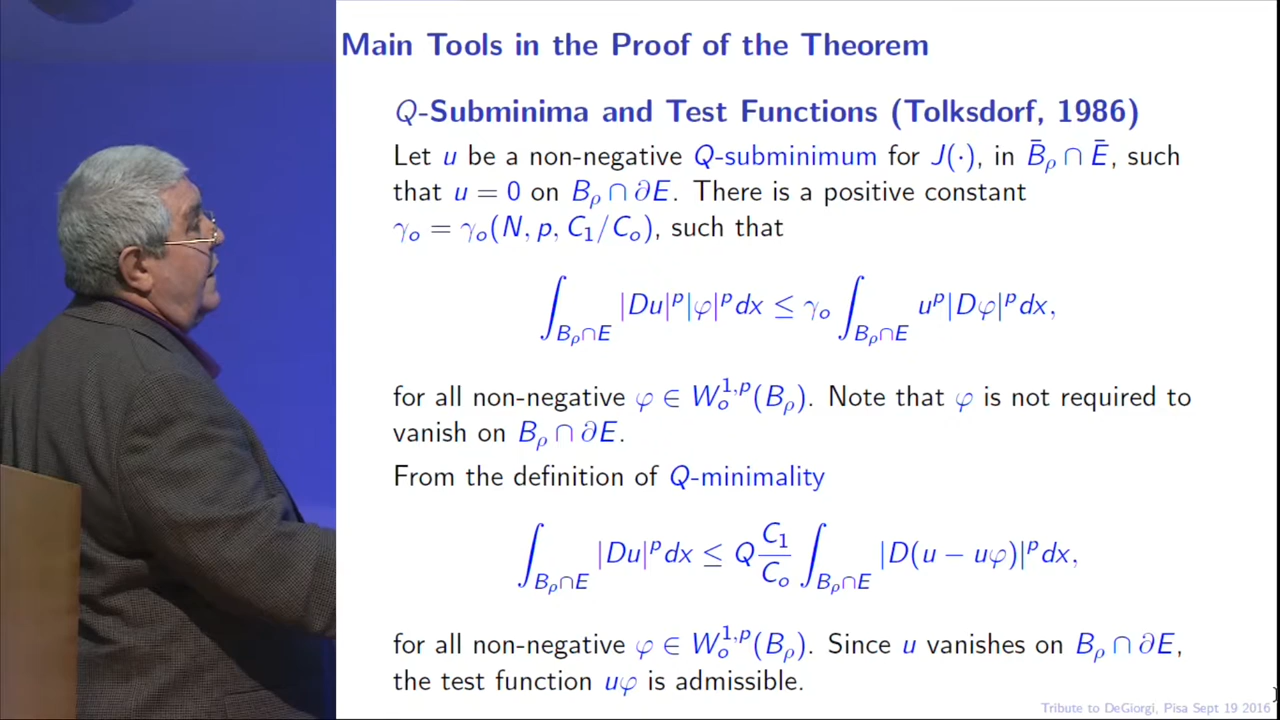 Main Tools in the Proof of the Theorem
Q-Subminima and Test Functions (Tolksdorf, 1986)
Let u be a non-negative Q-subminimum for J(·), in B̄ρ ∩ Ē, such
that u = 0 on Bρ ∩ ∂E. There is a positive constant
γo = γo(N, p, C1/Co), such that
∫_{Bρ∩E} |Du|^p|φ|^p dx ≤ γo ∫_{Bρ∩E} u^p|Dφ|^p dx,
for all non-negative φ ∈ W_o^{1,p}(Bρ). Note that φ is not required to
vanish on Bρ ∩ ∂E.
From the definition of Q-minimality
∫_{Bρ∩E} |Du|^p dx ≤ Q C1/Co ∫_{Bρ∩E} |D(u − uφ)|^p dx,
for all non-negative φ ∈ W_o^{1,p}(Bρ). Since u vanishes on Bρ ∩ ∂E,
the test function uφ is admissible.
Tribute to DeGiorgi, Pisa Sept 19 2016